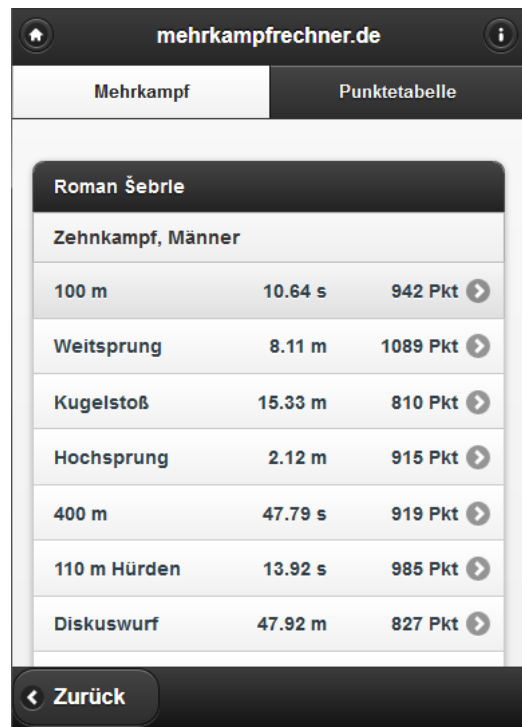 mehrkampfrechner.de
Mehrkampf Punktetabelle
Roman Šebrle
Zehnkampf, Männer
100 m 10.64 s 942 Pkt
Weitsprung 8.11 m 1089 Pkt
Kugelstoß 15.33 m 810 Pkt
Hochsprung 2.12 m 915 Pkt
400 m 47.79 s 919 Pkt
110 m Hürden 13.92 s 985 Pkt
Diskuswurf 47.92 m 827 Pkt
Zurück